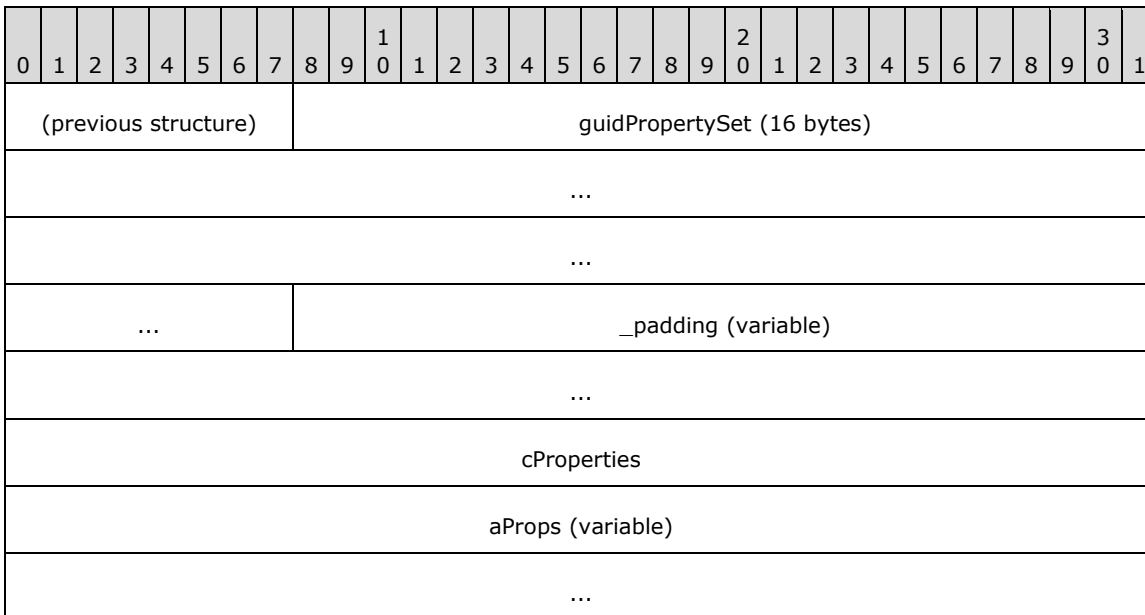 1 2 3
0 1 2 3 4 5 6 7 8 9 0 1 2 3 4 5 6 7 8 9 0 1 2 3 4 5 6 7 8 9 0 1
(previous structure) guidPropertySet (16 bytes)
...
...
... _padding (variable)
...
cProperties
aProps (variable)
...